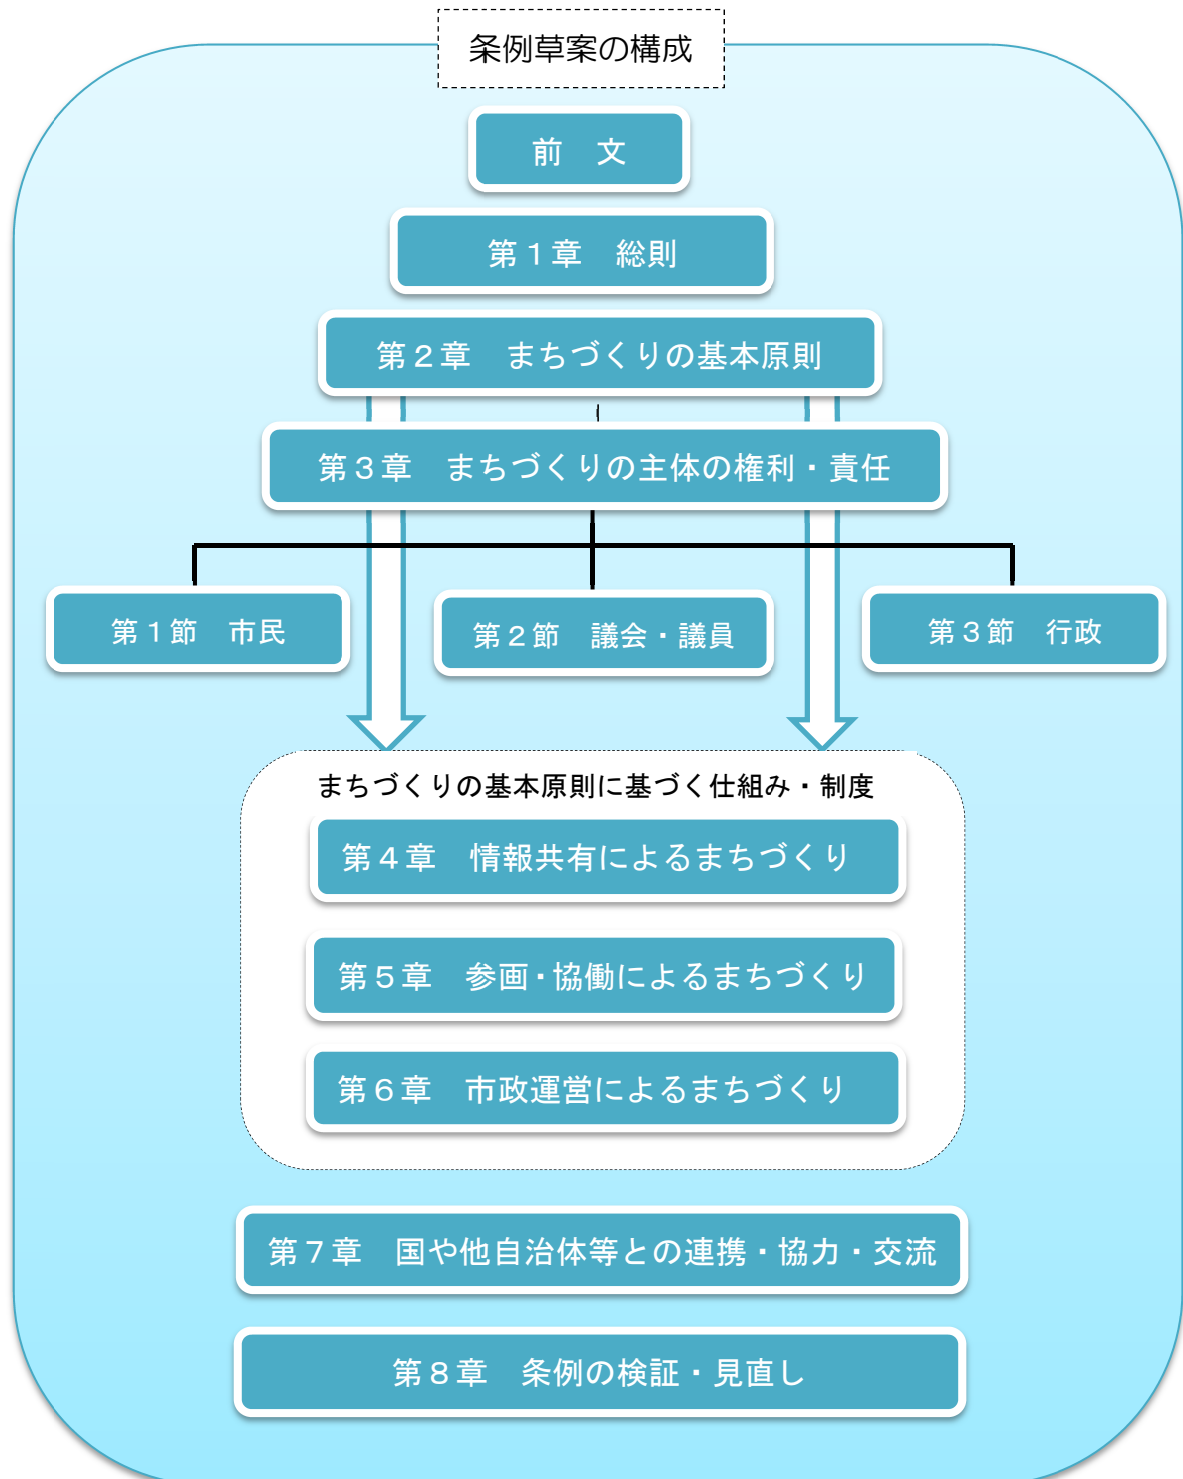 条例草案の構成
前　文
第１章　総則
第２章　まちづくりの基本原則
第３章　まちづくりの主体の権利・責任
第１節　市民
第２節　議会・議員
第３節　行政
まちづくりの基本原則に基づく仕組み・制度
第４章　情報共有によるまちづくり
第５章　参画・協働によるまちづくり
第６章　市政運営によるまちづくり
第７章　国や他自治体等との連携・協力・交流
第８章　条例の検証・見直し